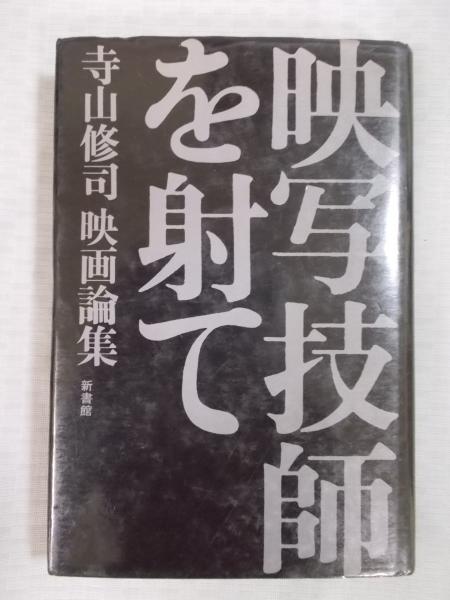 映写技師
を射て
寺山修司 映画論集
新書館